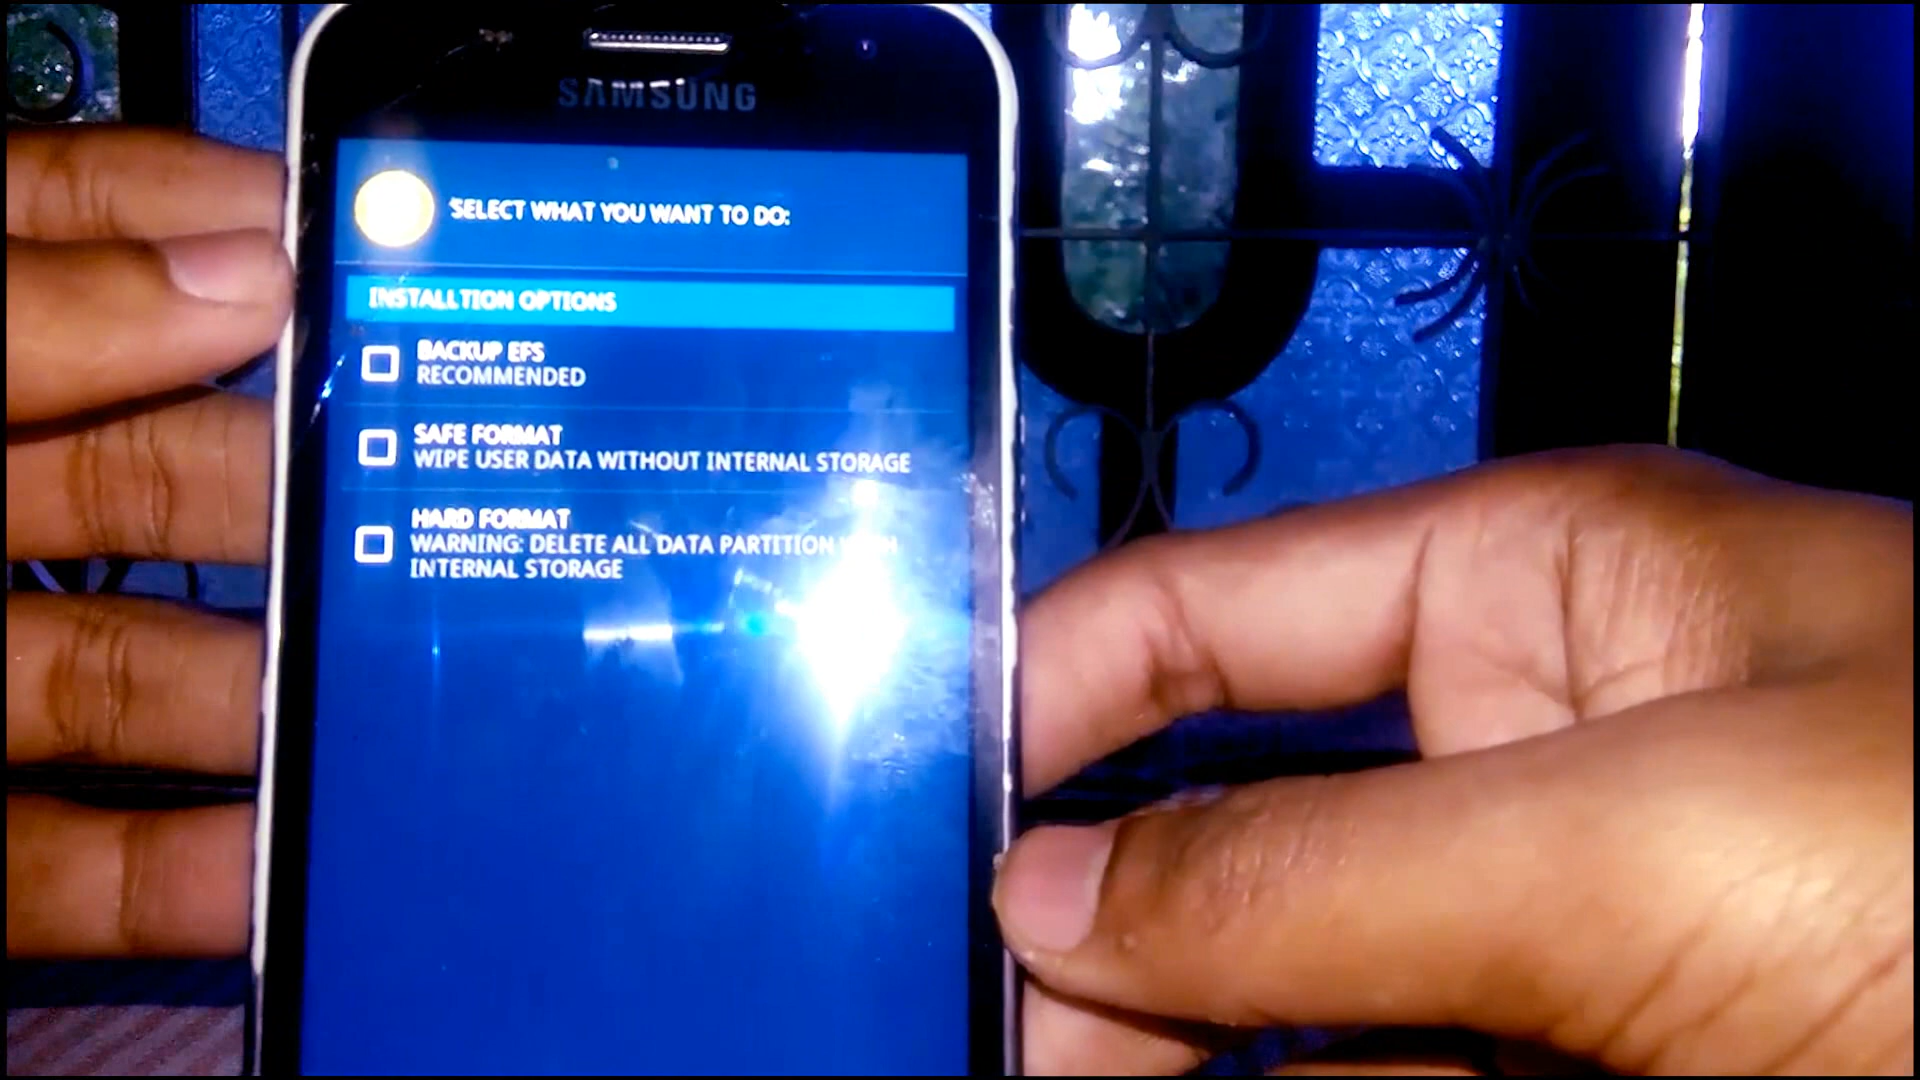 SAMSUNG
SELECT WHAT YOU WANT TO DO:
INSTALLTION OPTIONS
BACKUP EFS
RECOMMENDED
SAFE FORMAT
WIPE USER DATA WITHOUT INTERNAL STORAGE
HARD FORMAT
WARNING: DELETE ALL DATA PARTITION
INTERNAL STORAGE